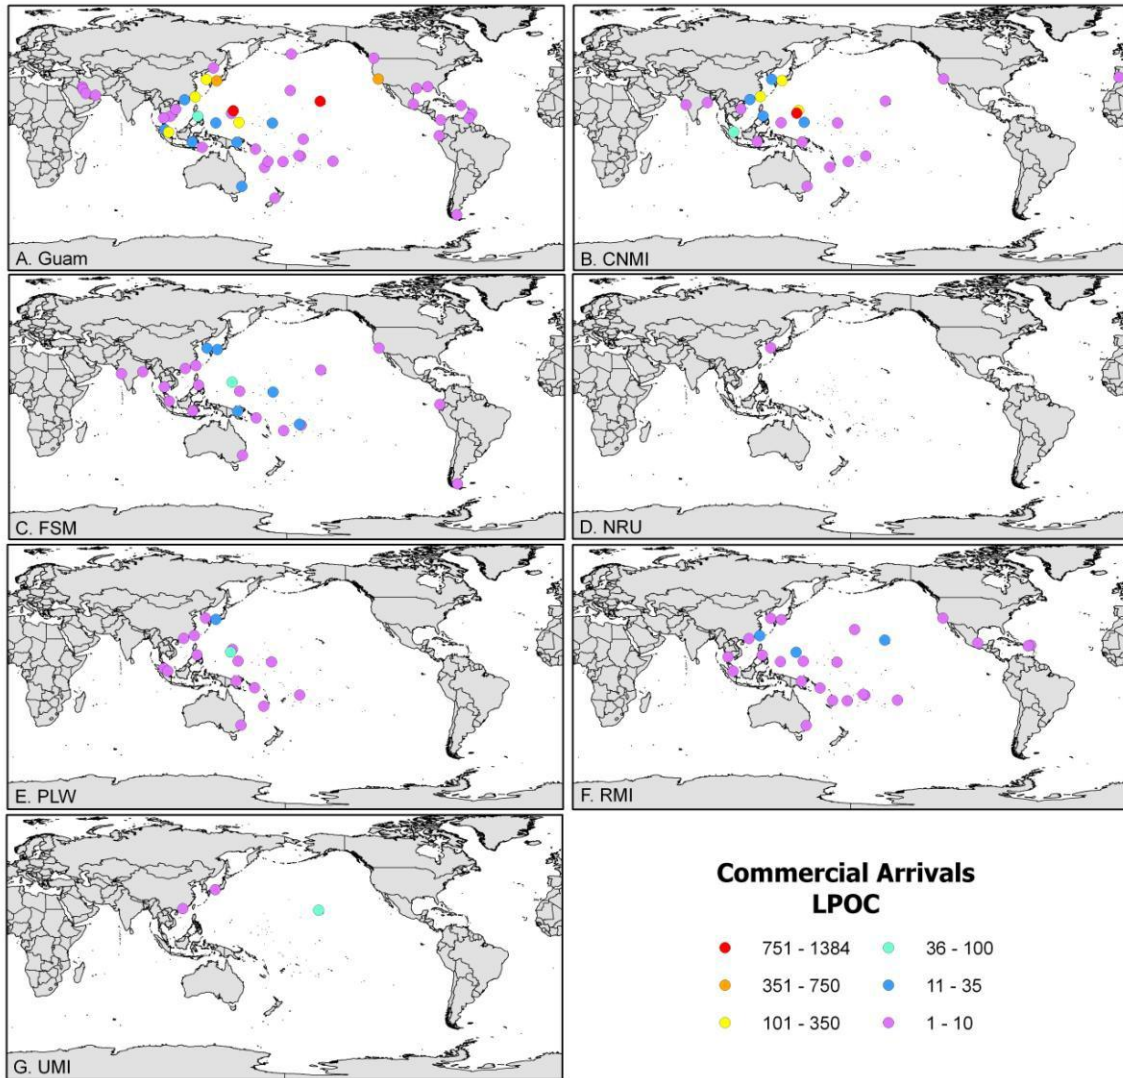 A. Guam
B. CNMI
C. FSM
D. NRU
E. PLW
F. RMI
G. UMI
Commercial Arrivals
LPOC
751 - 1384
36 - 100
351 - 750
11 - 35
101 - 350
1 - 10